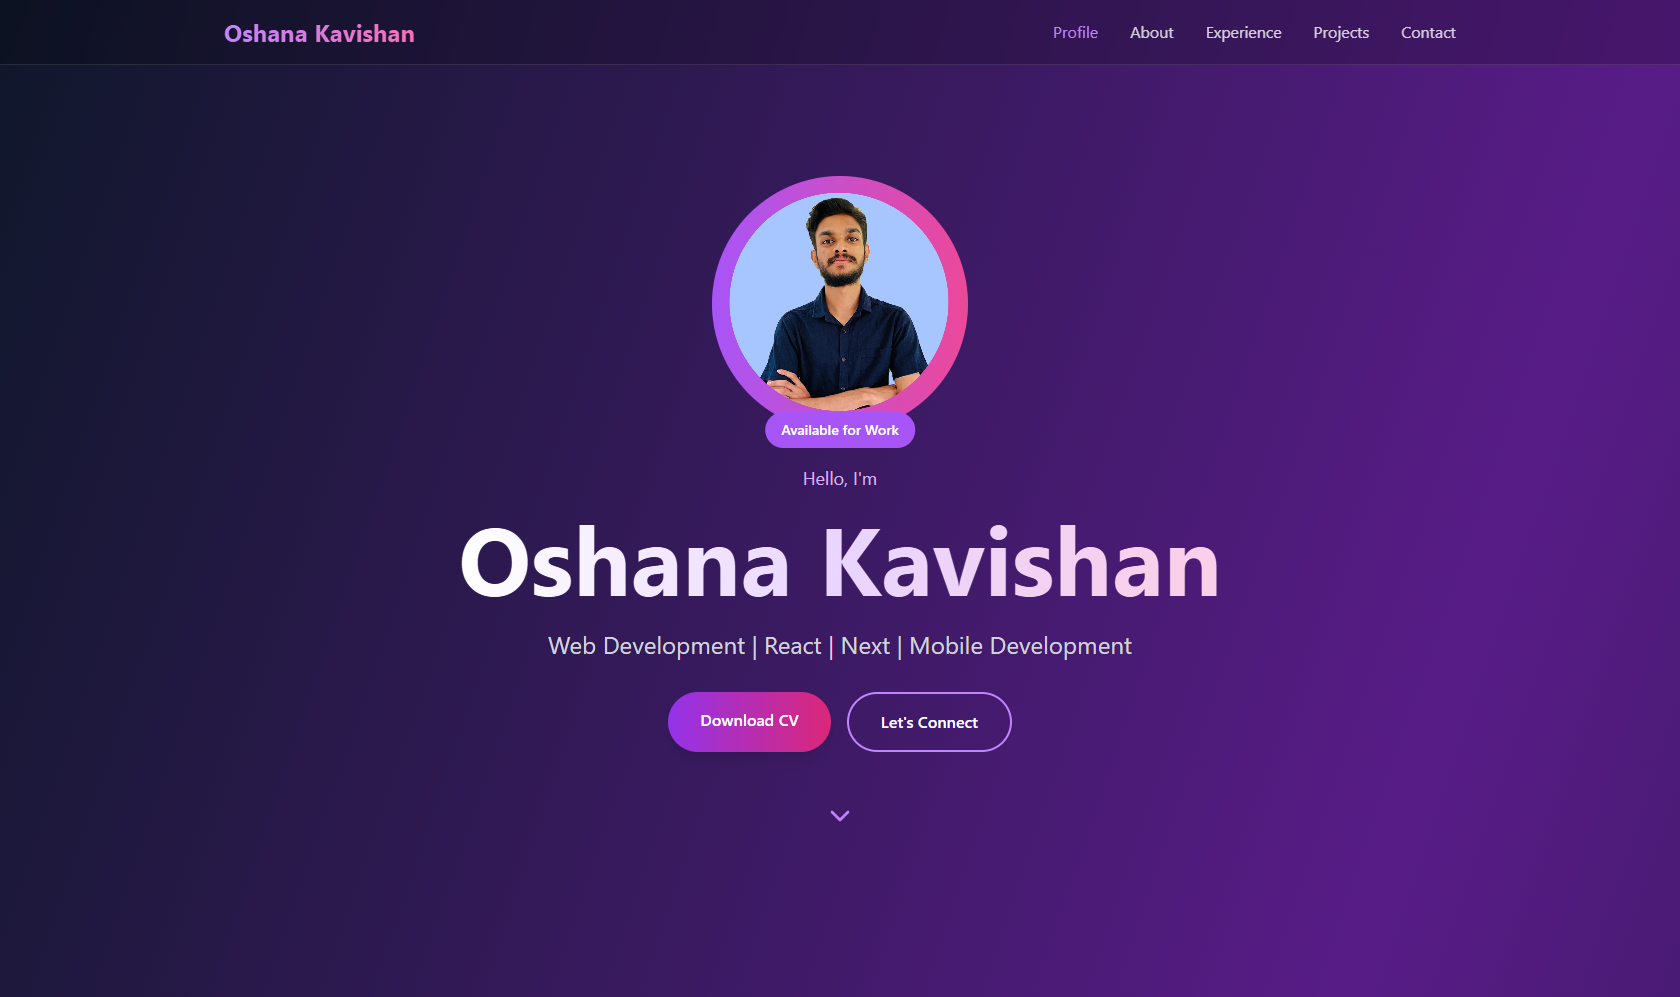 Oshana Kavishan
Profile
About
Experience
Projects
Contact
Available for Work
Hello, I'm
Oshana Kavishan
Web Development | React | Next | Mobile Development
Download CV
Let's Connect